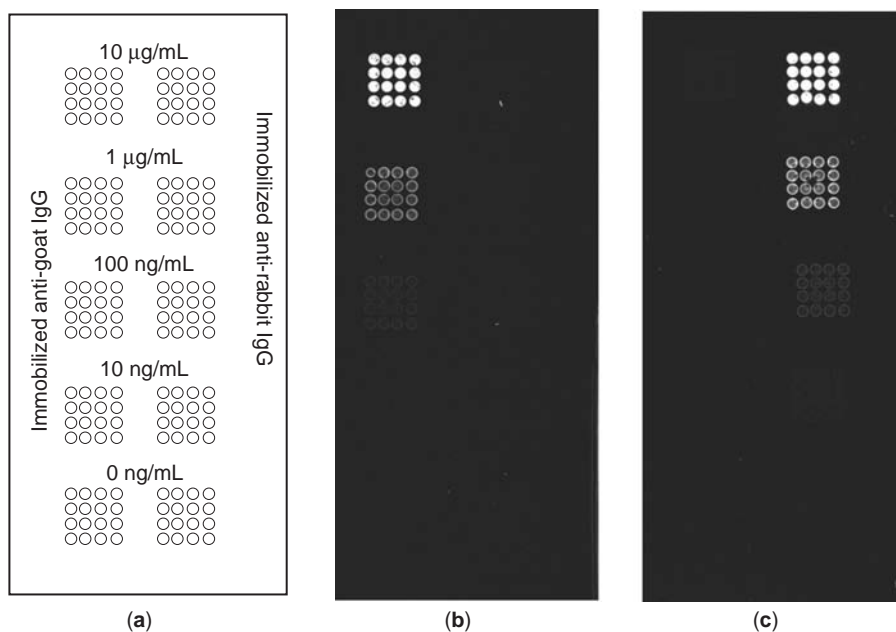 10 μg/mL
1 μg/mL
100 ng/mL
10 ng/mL
0 ng/mL
Immobilized anti-goat IgG
Immobilized anti-rabbit IgG
(a)
(b)
(c)